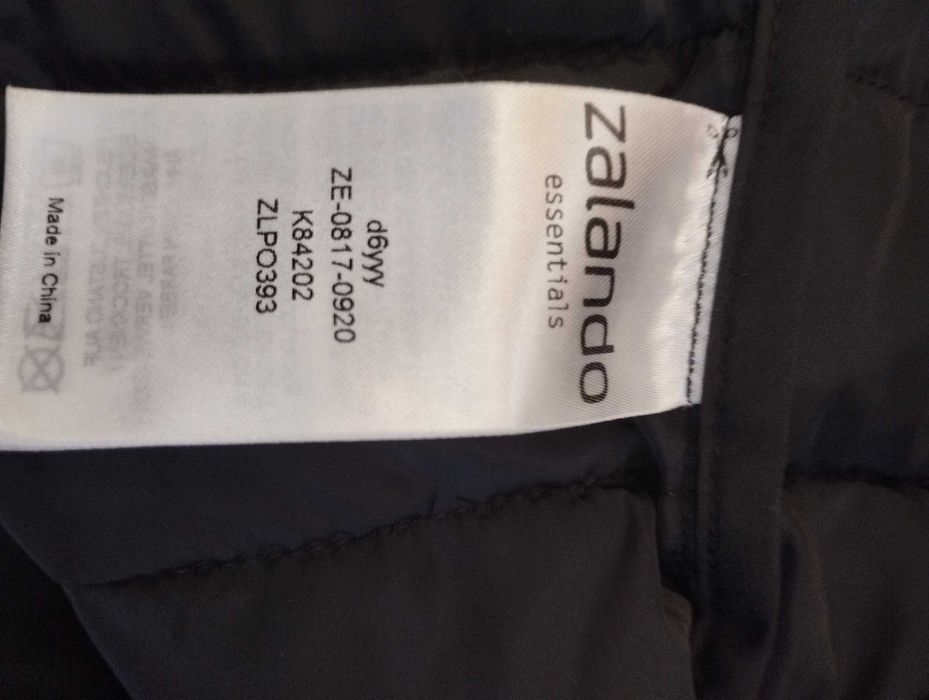 zalando
essentials
d6yyy
ZE-0817-0920
K84202
ZLPO393
Made in China